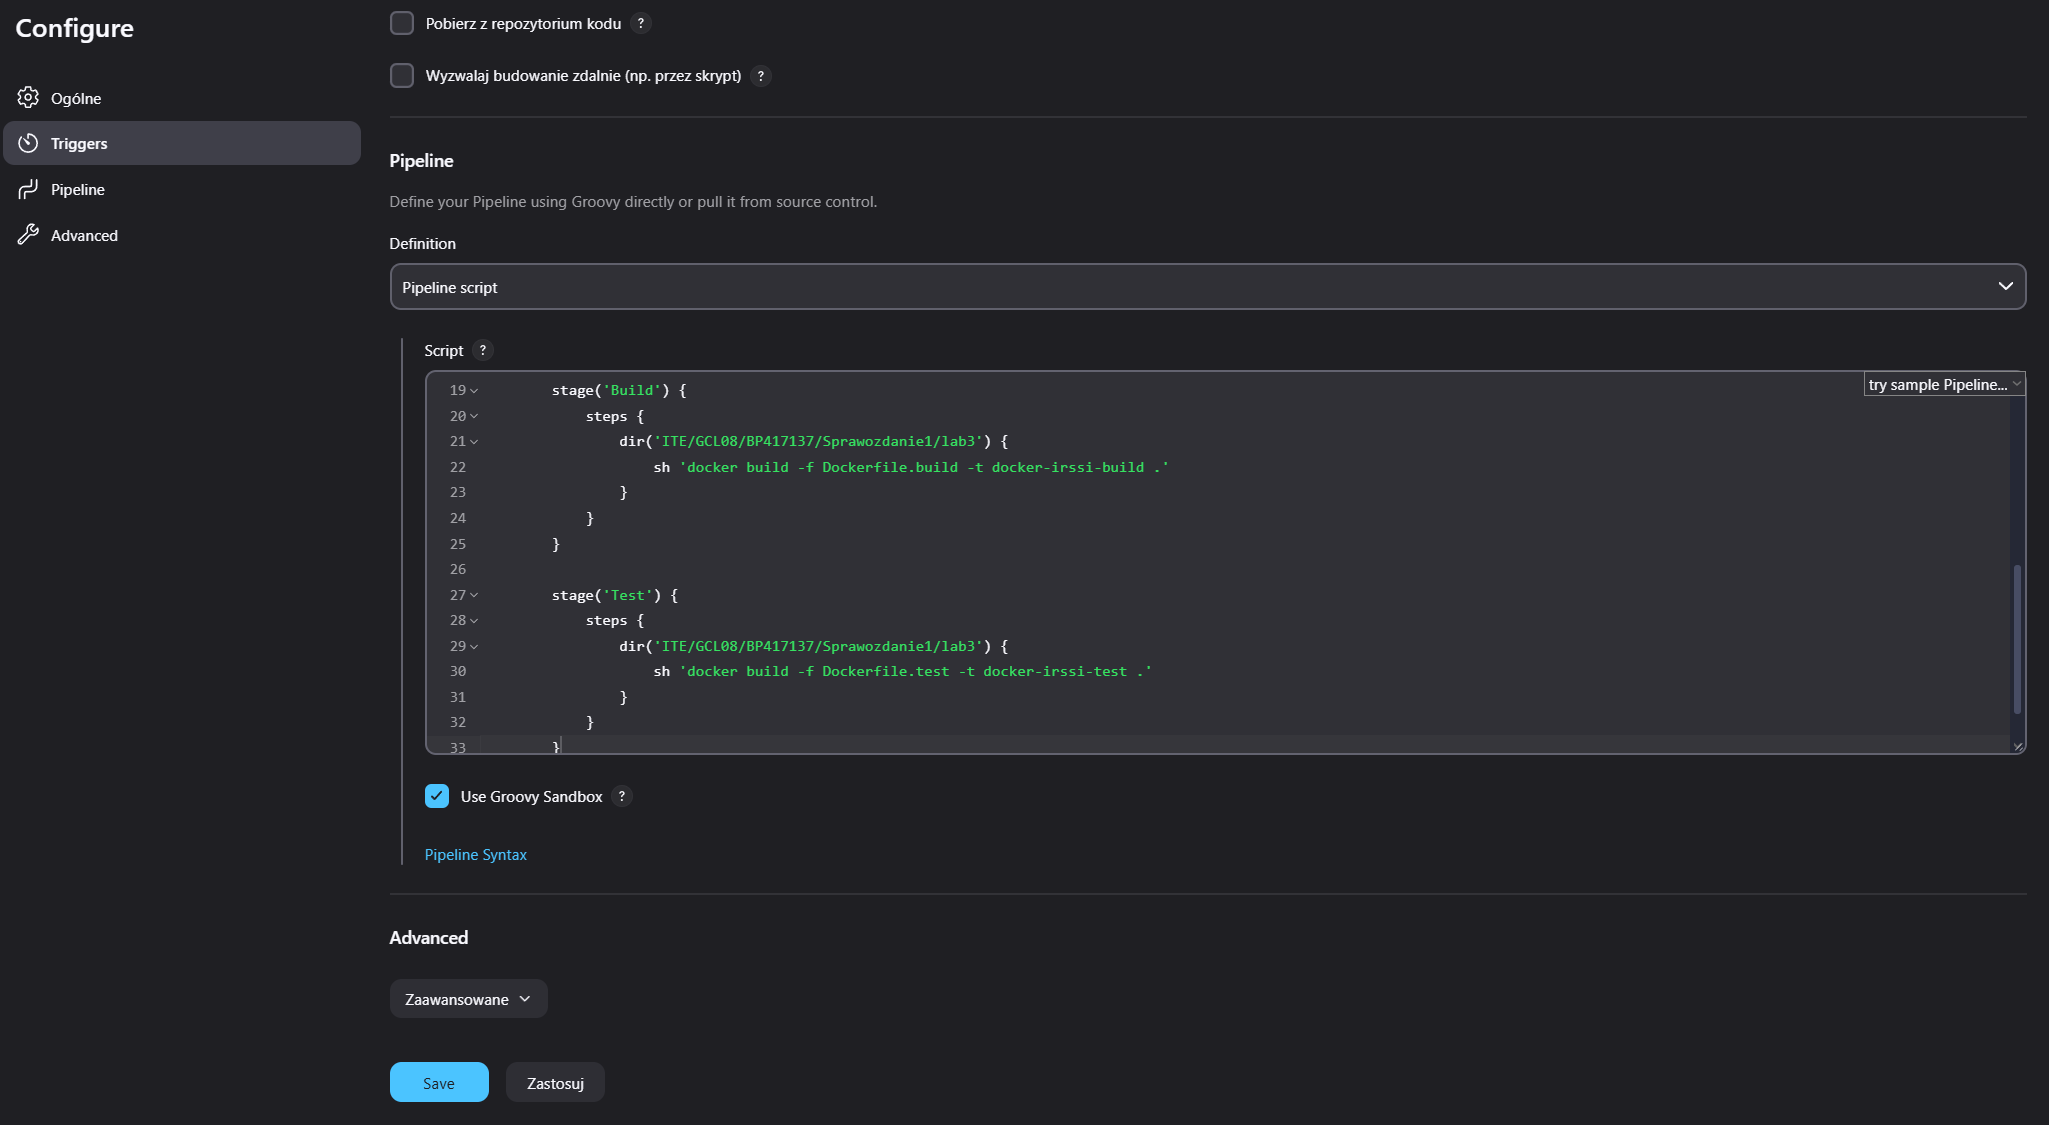 Configure
Ogólne
Triggers
Pipeline
Advanced
Pobierz z repozytorium kodu ?
Wyzwalaj budowanie zdalnie (np. przez skrypt) ?
Pipeline
Define your Pipeline using Groovy directly or pull it from source control.
Definition
Pipeline script
Script ?
try sample Pipeline...
19 stage('Build') {
20 steps {
21 dir('ITE/GCL08/BP417137/Sprawozdanie1/lab3') {
22 sh 'docker build -f Dockerfile.build -t docker-irssi-build .'
23 }
24 }
25 }
26
27 stage('Test') {
28 steps {
29 dir('ITE/GCL08/BP417137/Sprawozdanie1/lab3') {
30 sh 'docker build -f Dockerfile.test -t docker-irssi-test .'
31 }
32 }
33 }
Use Groovy Sandbox ?
Pipeline Syntax
Advanced
Zaawansowane
Save
Zastosuj